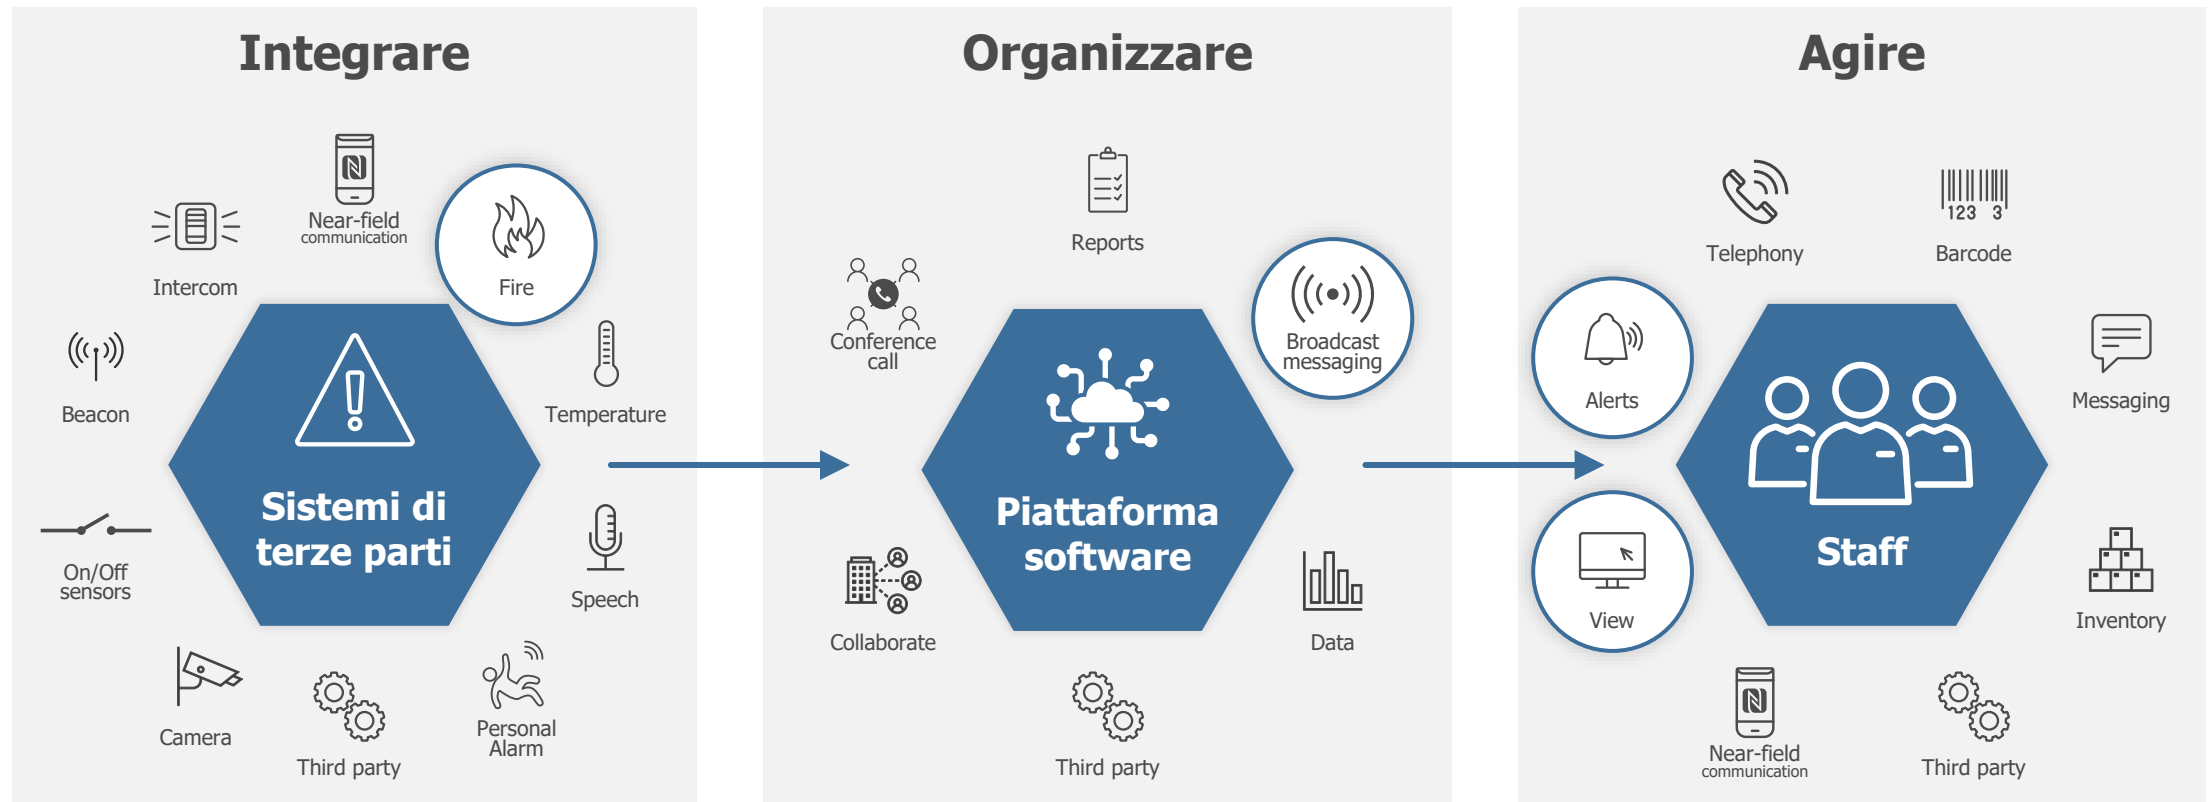 Integrare
Near-field
communication
Intercom
Fire
Beacon
Temperature
Sistemi di
terze parti
On/Off
sensors
Speech
Camera
Third party
Personal
Alarm
Organizzare
Reports
Conference
call
Broadcast
messaging
Piattaforma
software
Collaborate
Data
Third party
Agire
Telephony
123 3
Barcode
Alerts
Messaging
Staff
View
Inventory
Near-field
communication
Third party